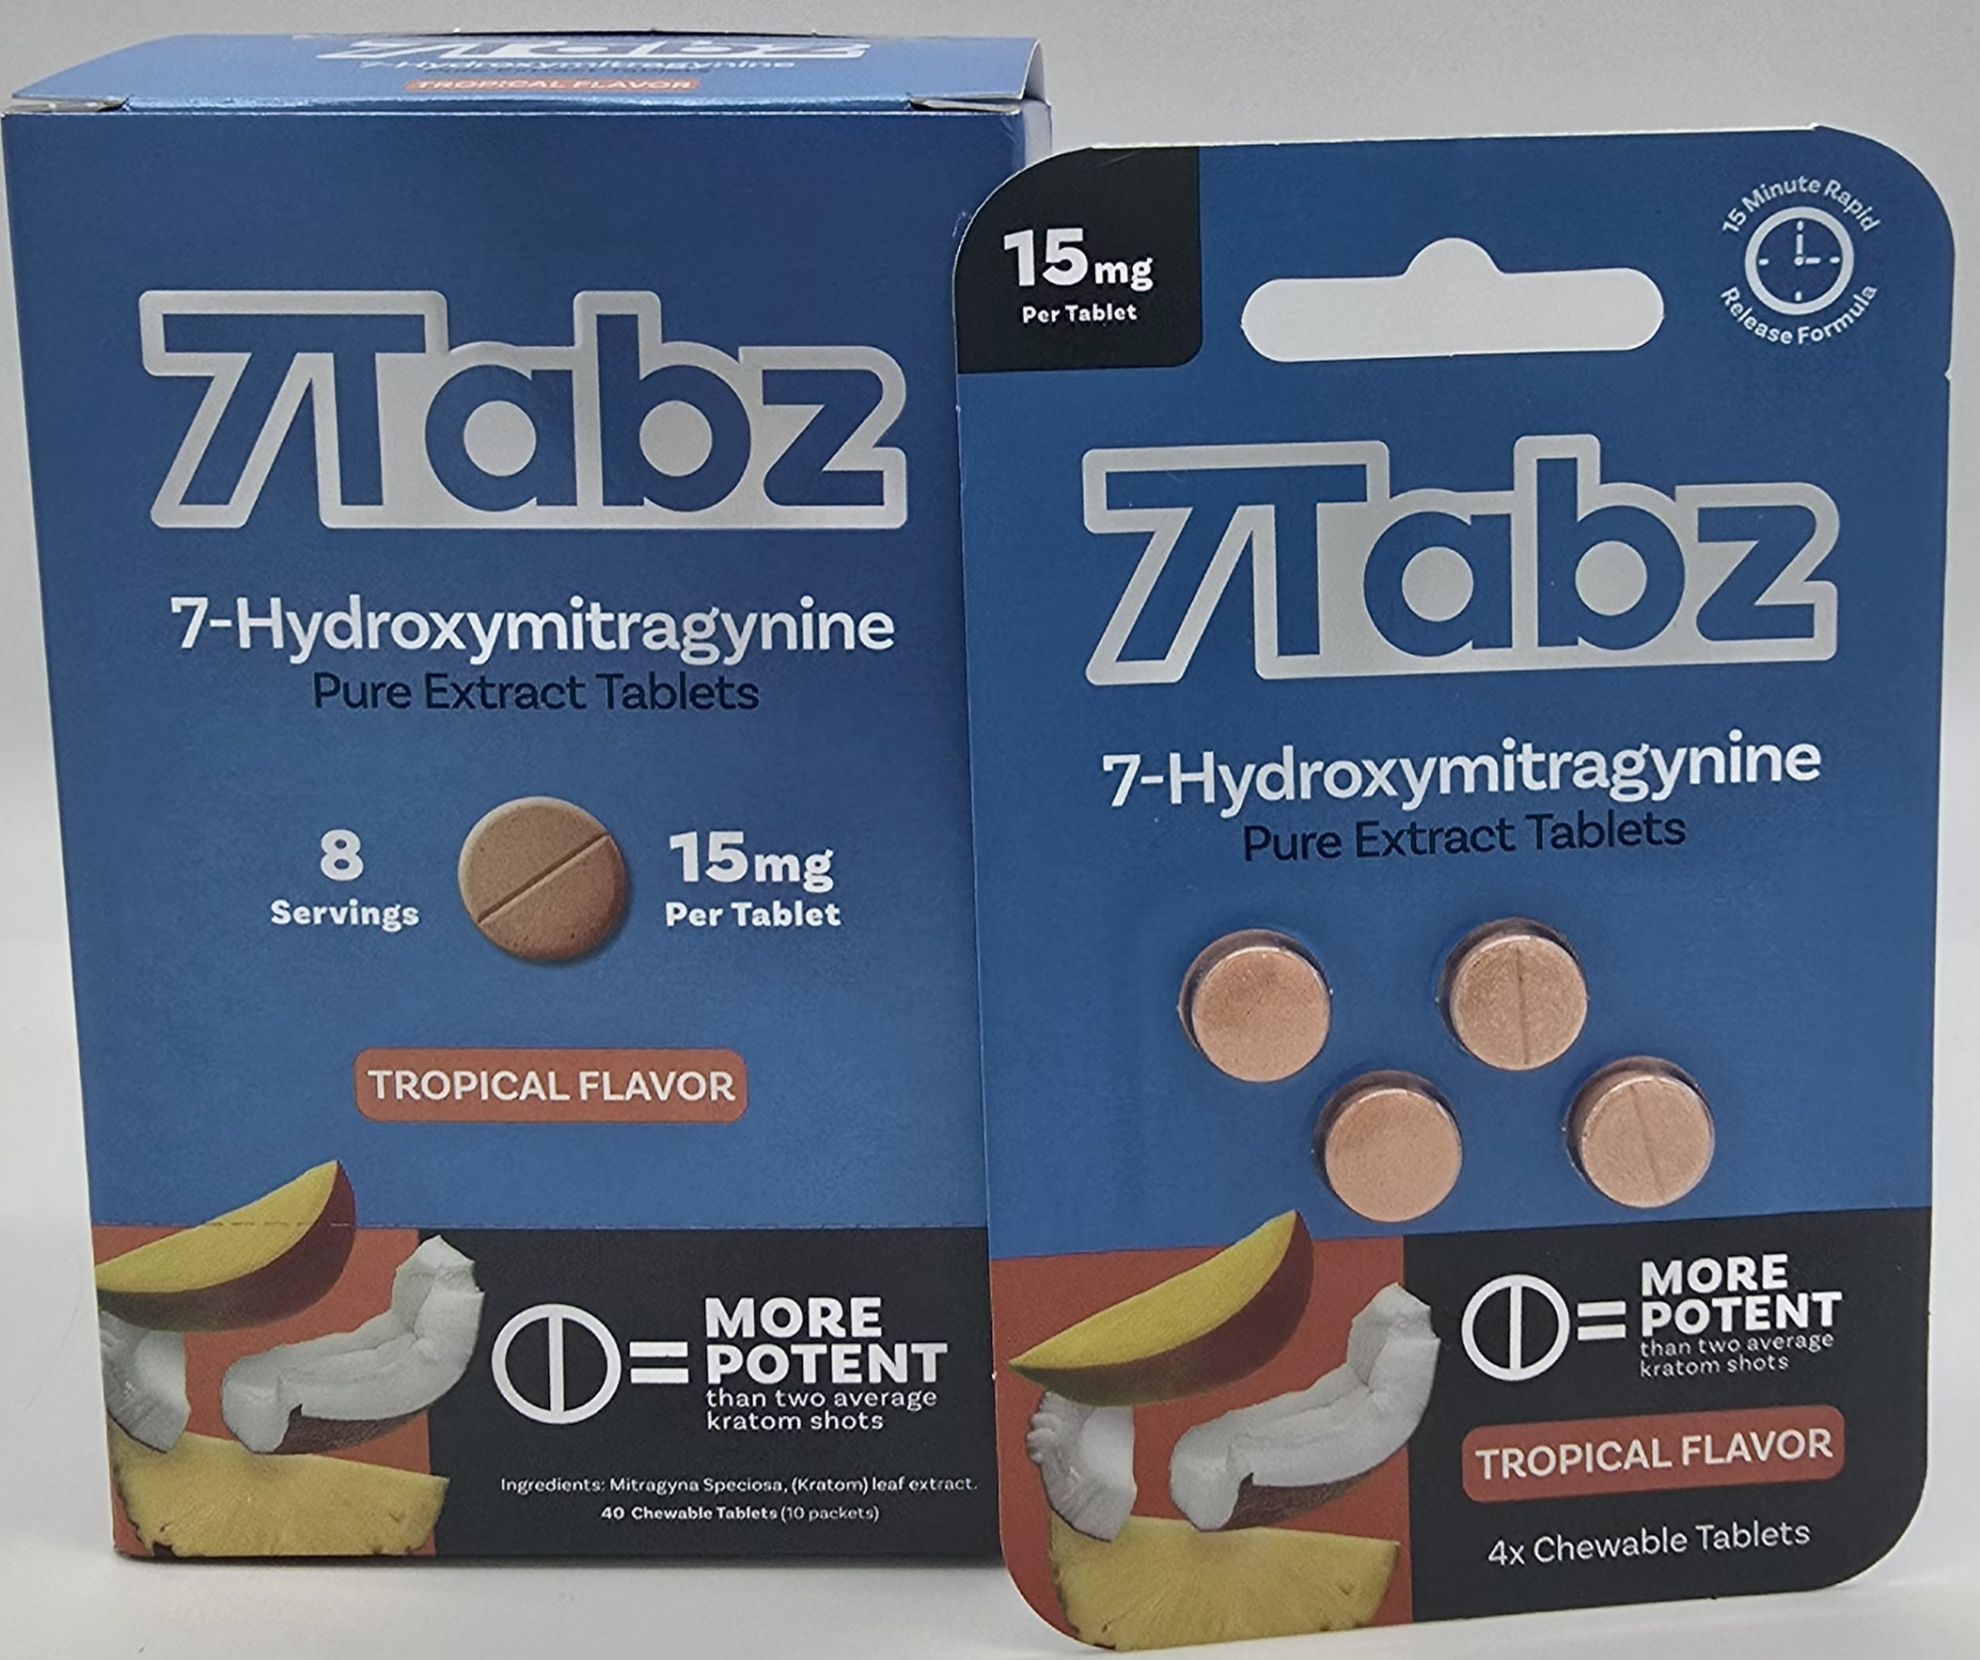 7Tabz
7-Hydroxymitragynine
TROPICAL FLAVOR
7Tabz
7-Hydroxymitragynine
Pure Extract Tablets
8
Servings
15mg
Per Tablet
TROPICAL FLAVOR
MORE
POTENT
than two average
kratom shots
Ingredients: Mitragyna Speciosa, (Kratom) leaf extract.
40 Chewable Tablets (10 packets)
15mg
Per Tablet
15 Minute Rapid
Release Formula
7Tabz
7-Hydroxymitragynine
Pure Extract Tablets
=
MORE
POTENT
than two average
kratom shots
TROPICAL FLAVOR
4x Chewable Tablets